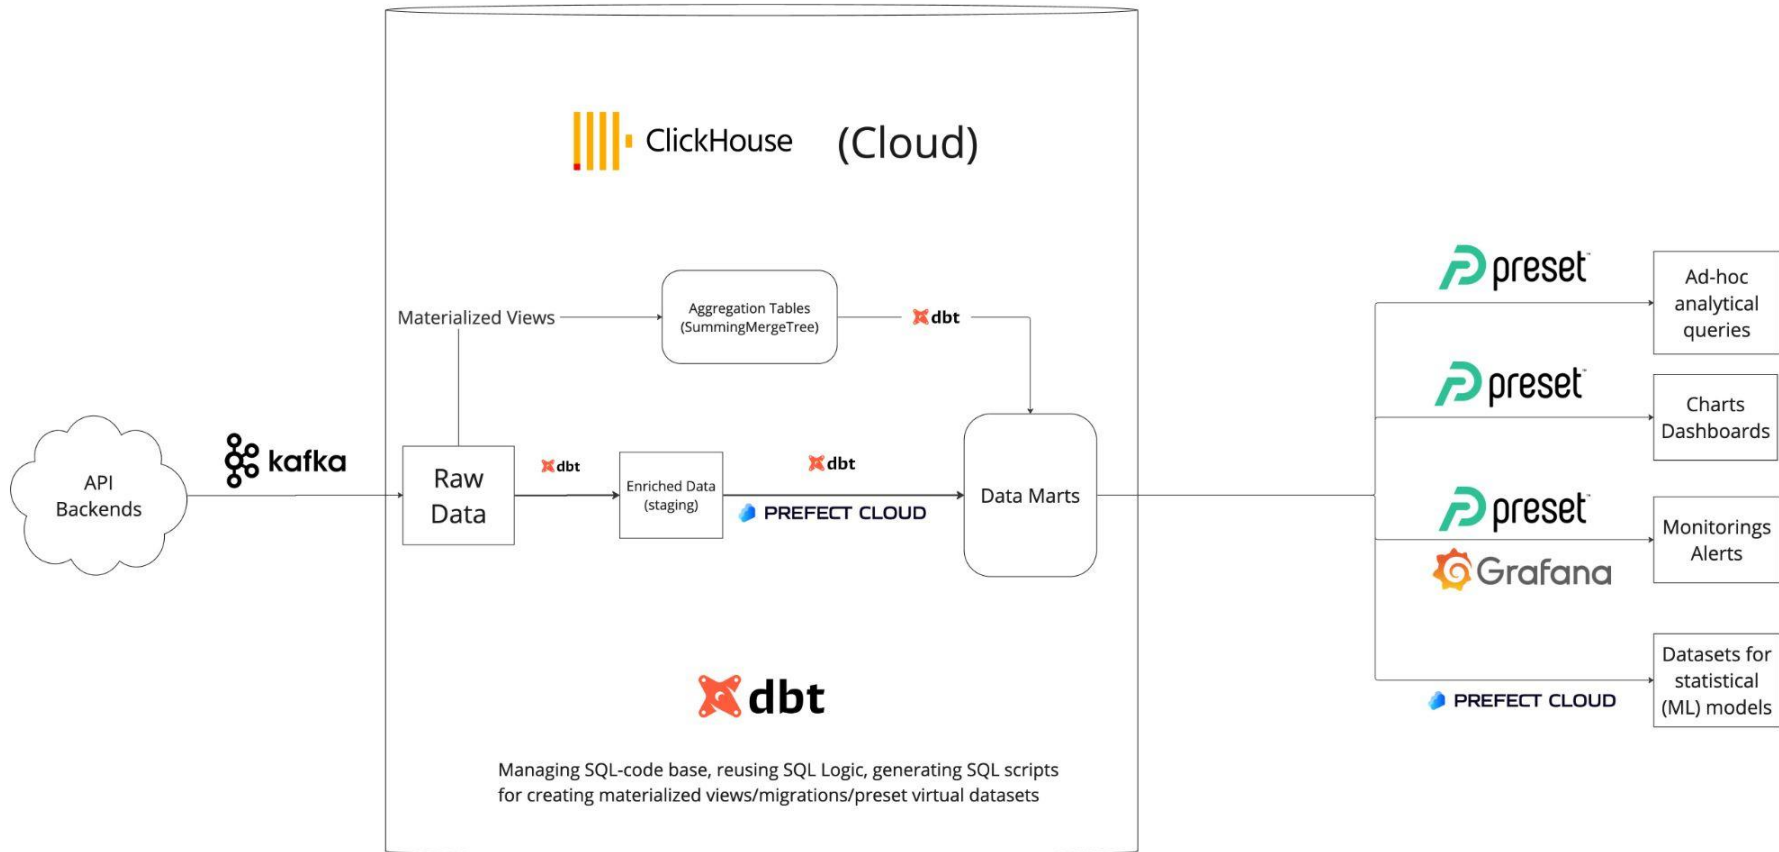 ClickHouse (Cloud)
Materialized Views
Aggregation Tables
(SummingMergeTree)
dbt
API
Backends
kafka
Raw
Data
dbt
Enriched Data
(staging)
dbt
PREFECT CLOUD
Data Marts
dbt
Managing SQL-code base, reusing SQL Logic, generating SQL scripts
for creating materialized views/migrations/preset virtual datasets
preset™
Ad-hoc
analytical
queries
preset™
Charts
Dashboards
preset™
Grafana
Monitorings
Alerts
PREFECT CLOUD
Datasets for
statistical
(ML) models